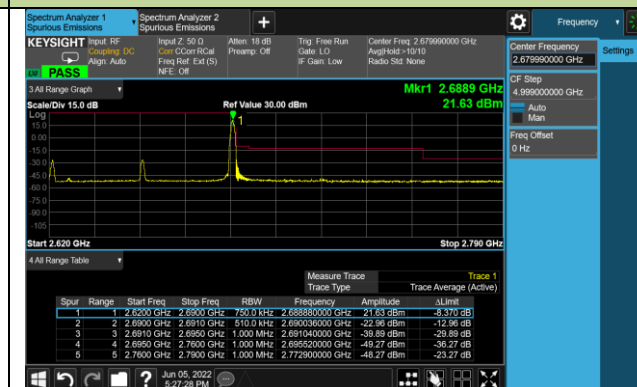 Spectrum Analyzer 1
Spurious Emissions
Spectrum Analyzer 2
Spurious Emissions
+
Frequency
KEYSIGHT
Input: RF
Coupling: DC
Align: Auto
Input Z: 50 Ω
Corr CCorr RCal
Freq Ref: Ext (S)
NFE: Off
Atten: 18 dB
Preamp: Off
Trig: Free Run
Gate: LO
IF Gain: Low
Center Freq: 2.679990000 GHz
Avg|Hold:>10/10
Radio Std: None
PASS
Center Frequency
2.679990000 GHz
Settings
CF Step
4.999000000 GHz
Auto
Man
Freq Offset
0 Hz
3 All Range Graph
Mkr1 2.6889 GHz
21.63 dBm
Scale/Div 15.0 dB
Ref Value 30.00 dBm
Log
15.0
0.00
-15.0
-30.0
-45.0
-60.0
-75.0
-90.0
-105
1
Start 2.620 GHz
Stop 2.790 GHz
4 All Range Table
Measure Trace Trace 1
Trace Type Trace Average (Active)
Spur Range Start Freq Stop Freq RBW Frequency Amplitude ΔLimit
1 1 2.6200 GHz 2.6900 GHz 750.0 kHz 2.688880000 GHz 21.63 dBm -8.370 dB
2 2 2.6900 GHz 2.6910 GHz 510.0 kHz 2.690036000 GHz -22.96 dBm -12.96 dB
3 3 2.6910 GHz 2.6950 GHz 1.000 MHz 2.691040000 GHz -39.89 dBm -29.89 dB
4 4 2.6950 GHz 2.7600 GHz 1.000 MHz 2.695520000 GHz -49.27 dBm -36.27 dB
5 5 2.7600 GHz 2.7900 GHz 1.000 MHz 2.772900000 GHz -48.27 dBm -23.27 dB
?
Jun 05, 2022
5:27:28 PM